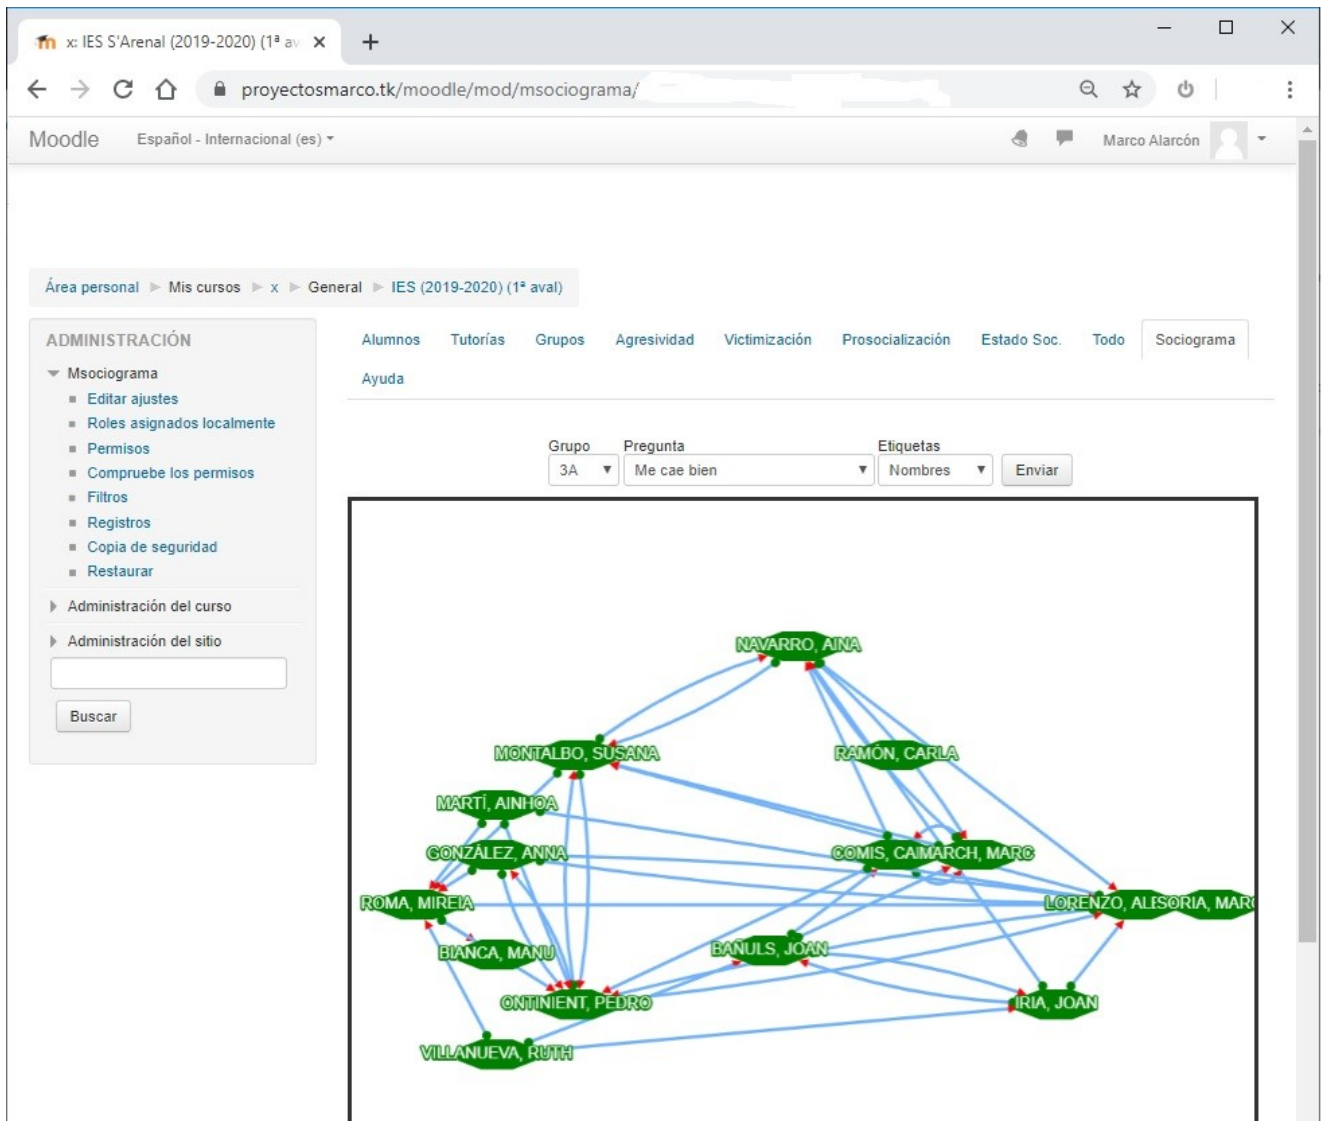 x: IES S'Arenal (2019-2020) (1ª av
proyectosmarco.tk/moodle/mod/msociograma/
Moodle Español - Internacional (es) Marco Alarcón
Área personal Mis cursos x General IES (2019-2020) (1ª aval)
ADMINISTRACIÓN
Msociograma
Editar ajustes
Roles asignados localmente
Permisos
Compruebe los permisos
Filtros
Registros
Copia de seguridad
Restaurar
Administración del curso
Administración del sitio
Buscar
Alumnos Tutorías Grupos Agresividad Victimización Prosocialización Estado Soc. Todo Sociograma
Ayuda
Grupo Pregunta Etiquetas
3A Me cae bien Nombres Enviar
NAVARRO, AINA
MONTALBO, SUSANA RAMÓN, CARLA
MARTÍ, AINHOA
GONZÁLEZ, ANNA COMIS, CAIMARCH, MARC
ROMA, MIREIA LORENZO, SORIA, MARC
BIANCA, MANU BAÑULS, JOAN
ONTINIENT, PEDRO IRIA, JOAN
VILLANUEVA, RUTH